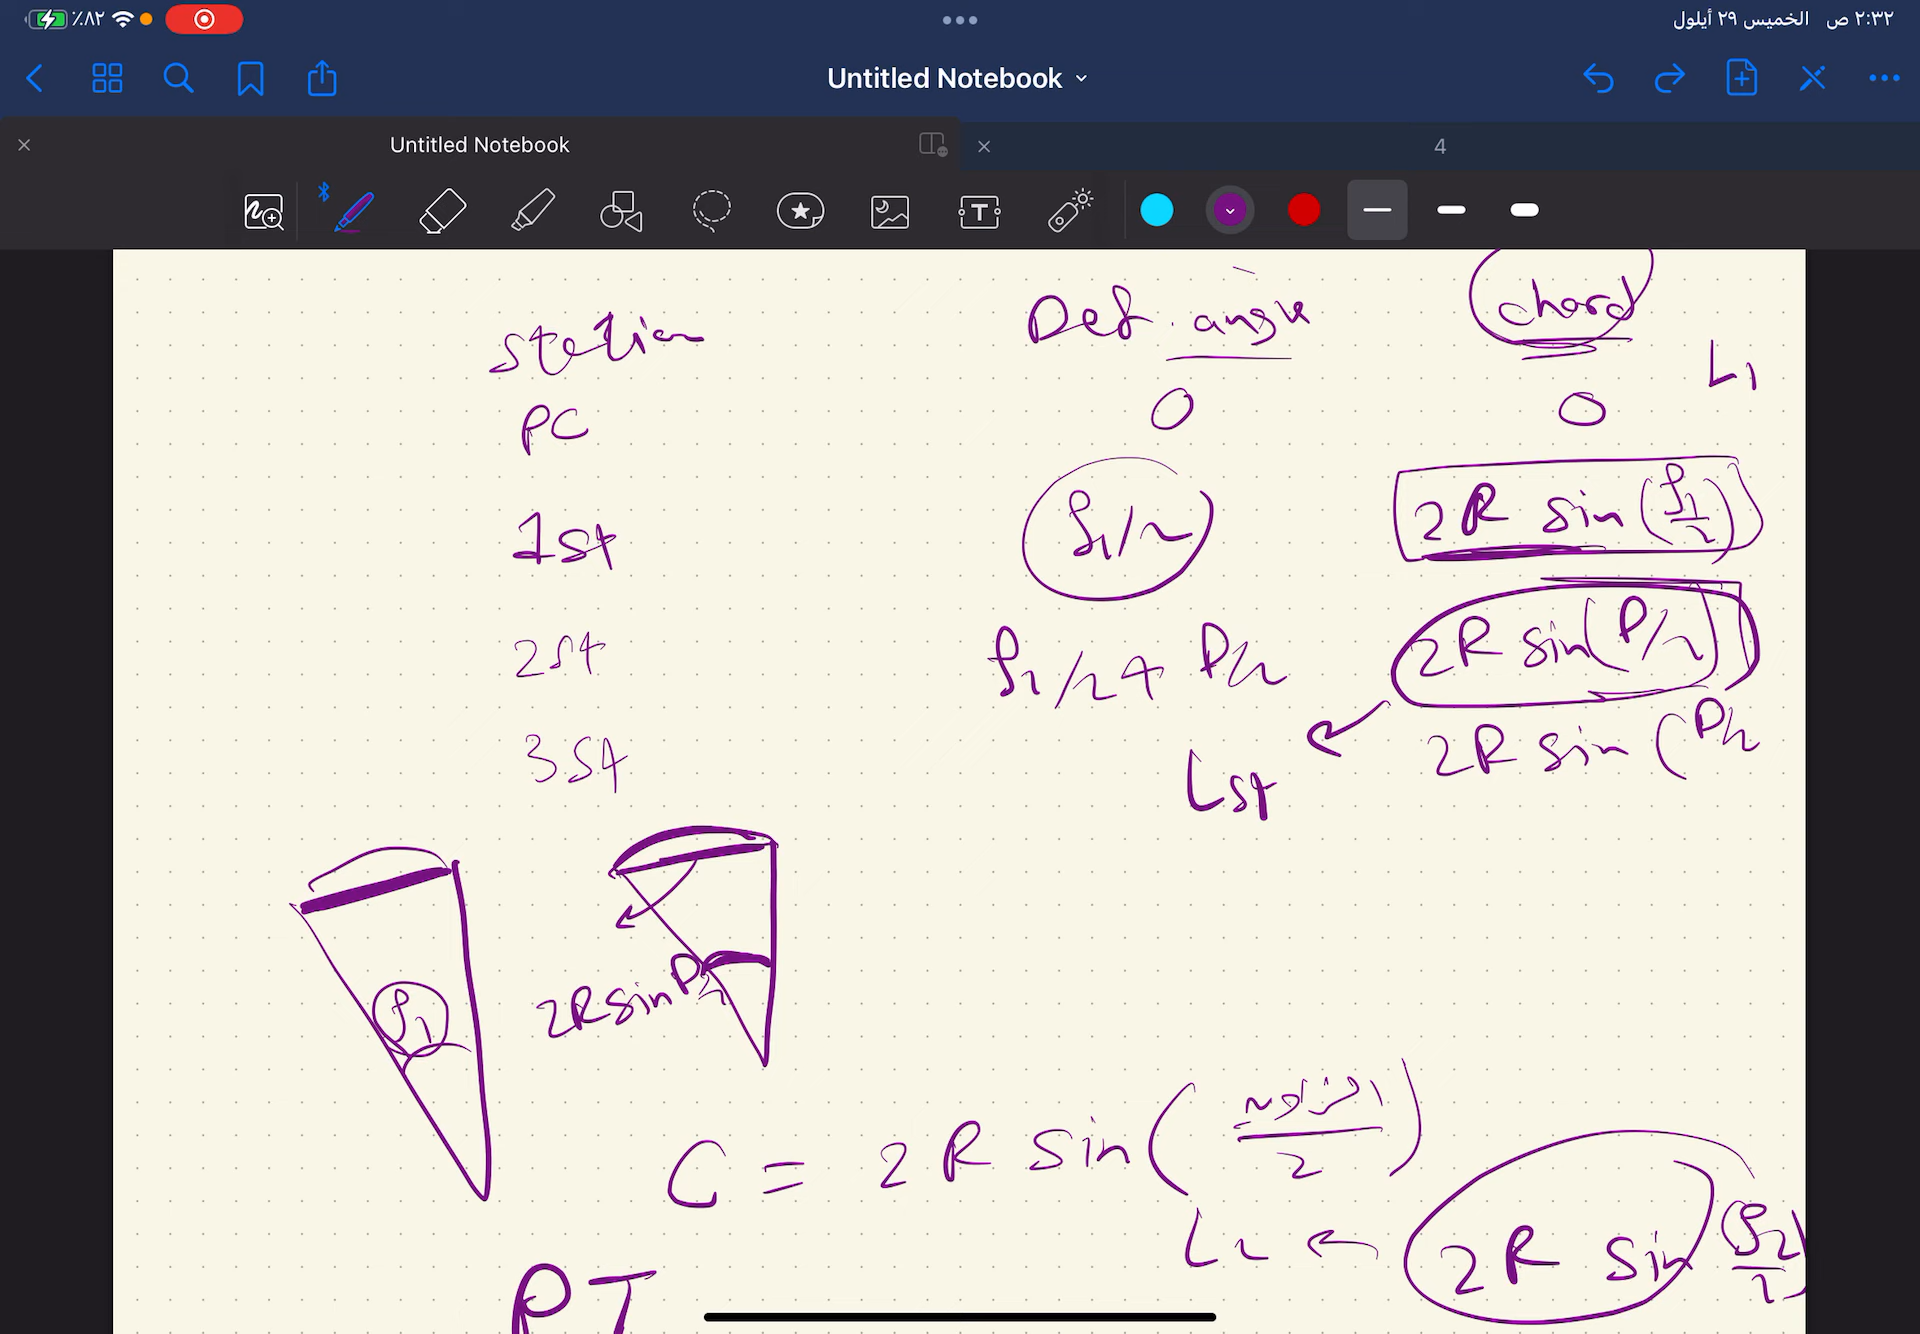 ٪٨٢
٢:٣٢ ص الخميس ٢٩ أيلول
Untitled Notebook
Untitled Notebook
4
station Def. angle chord
L1
PC 0 0
1st δ1/2 2R sin(δ1/2)
2st δ1/2 + D/2 2R sin(D/2)
3st 2R sin (D/2
Lst
δ1
2R sin D/2
C = 2R sin (الزاوية/2)
L2 ← 2R sin (δ2/2)
PT